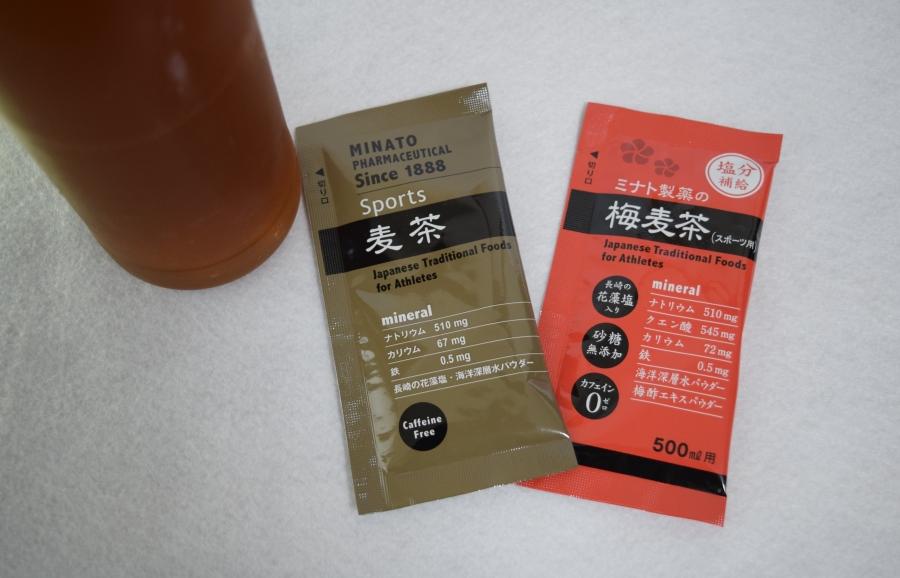 切り口
MINATO
PHARMACEUTICAL
Since 1888
Sports
麦茶
Japanese Traditional Foods
for Athletes
mineral
ナトリウム 510 mg
カリウム 67 mg
鉄 0.5 mg
長崎の花藻塩・海洋深層水パウダー
Caffeine
Free
切り口
塩分
補給
ミナト製薬の
梅麦茶(スポーツ用)
Japanese Traditional Foods
for Athletes
長崎の
花藻塩
入り
砂糖
無添加
カフェイン
0ゼロ
mineral
ナトリウム 510 mg
クエン酸 545 mg
カリウム 72 mg
鉄 0.5 mg
海洋深層水パウダー
梅酢エキスパウダー
500ml用